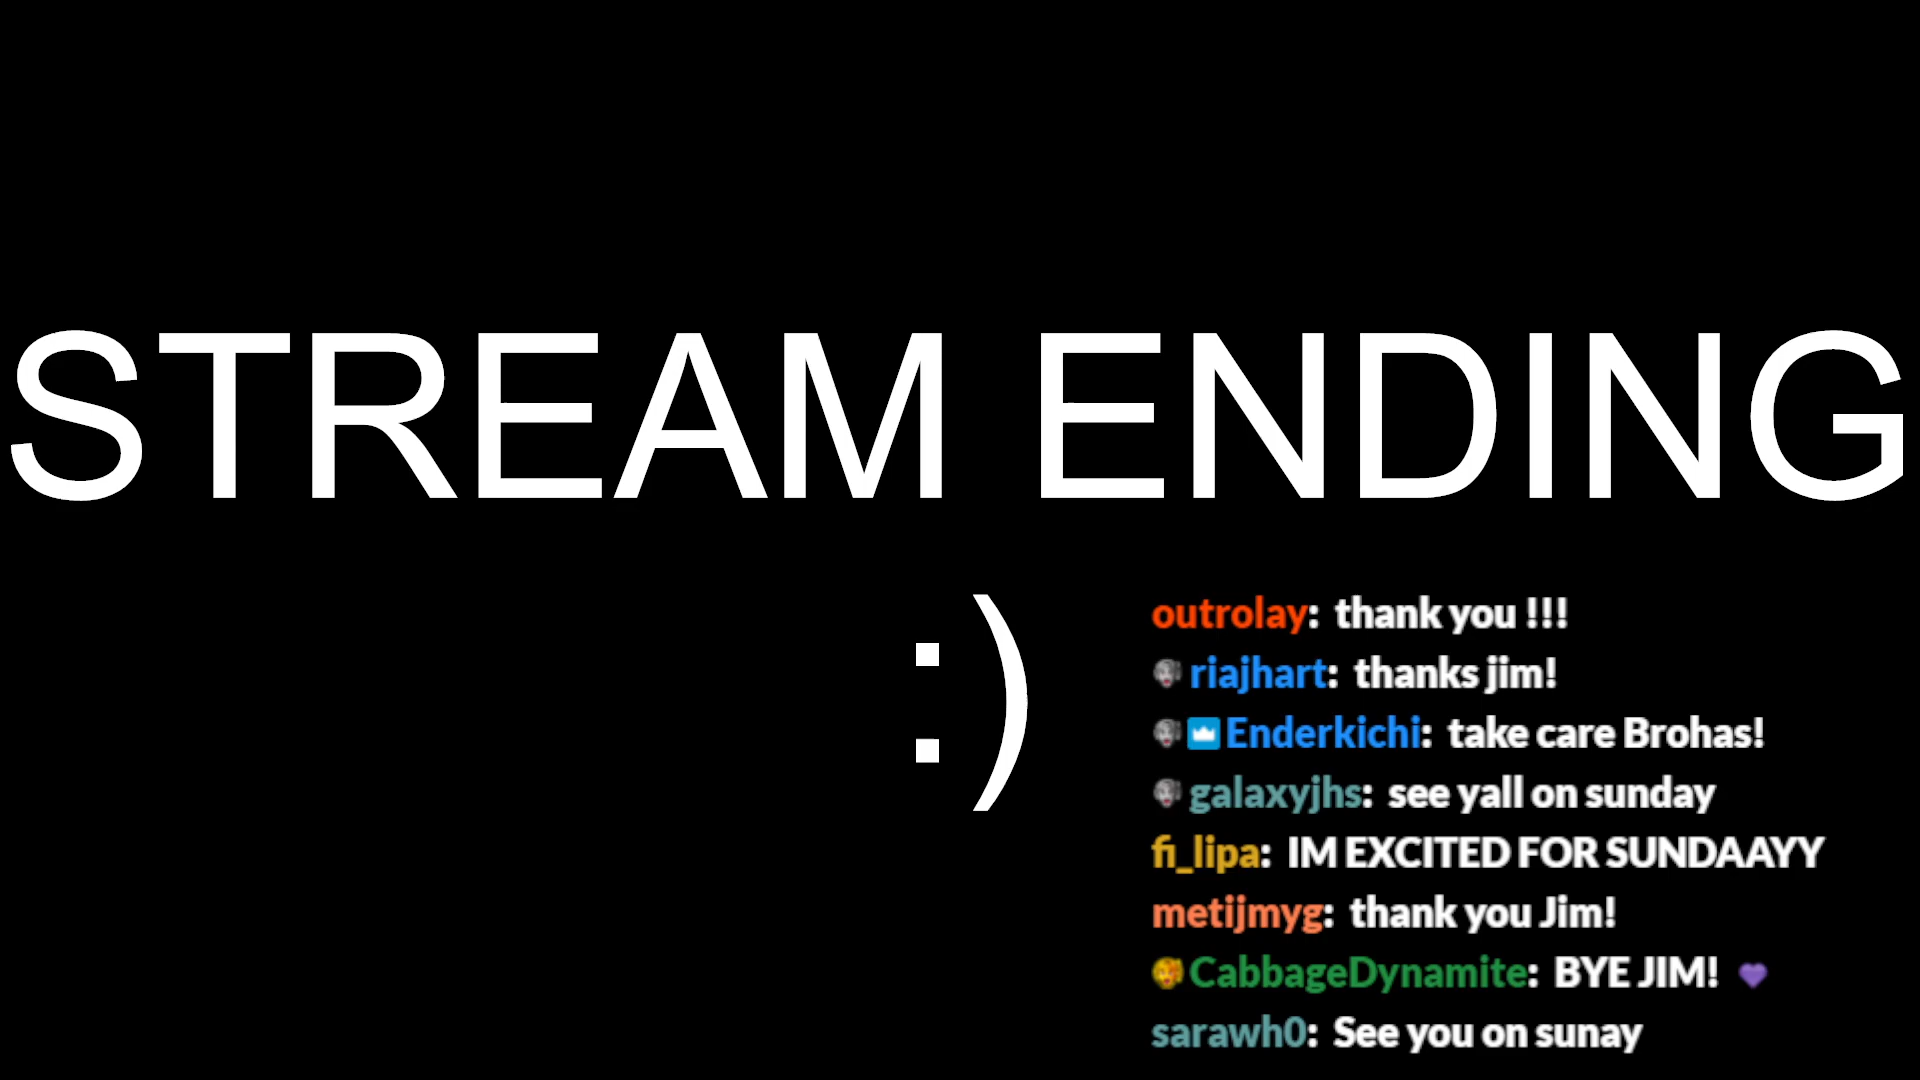 STREAM ENDING
:)
outrolay: thank you !!!
riajhart: thanks jim!
Enderkichi: take care Brohas!
galaxyjhs: see yall on sunday
fi_lipa: IM EXCITED FOR SUNDAAYY
metijmyg: thank you Jim!
CabbageDynamite: BYE JIM! 💜
sarawh0: See you on sunay